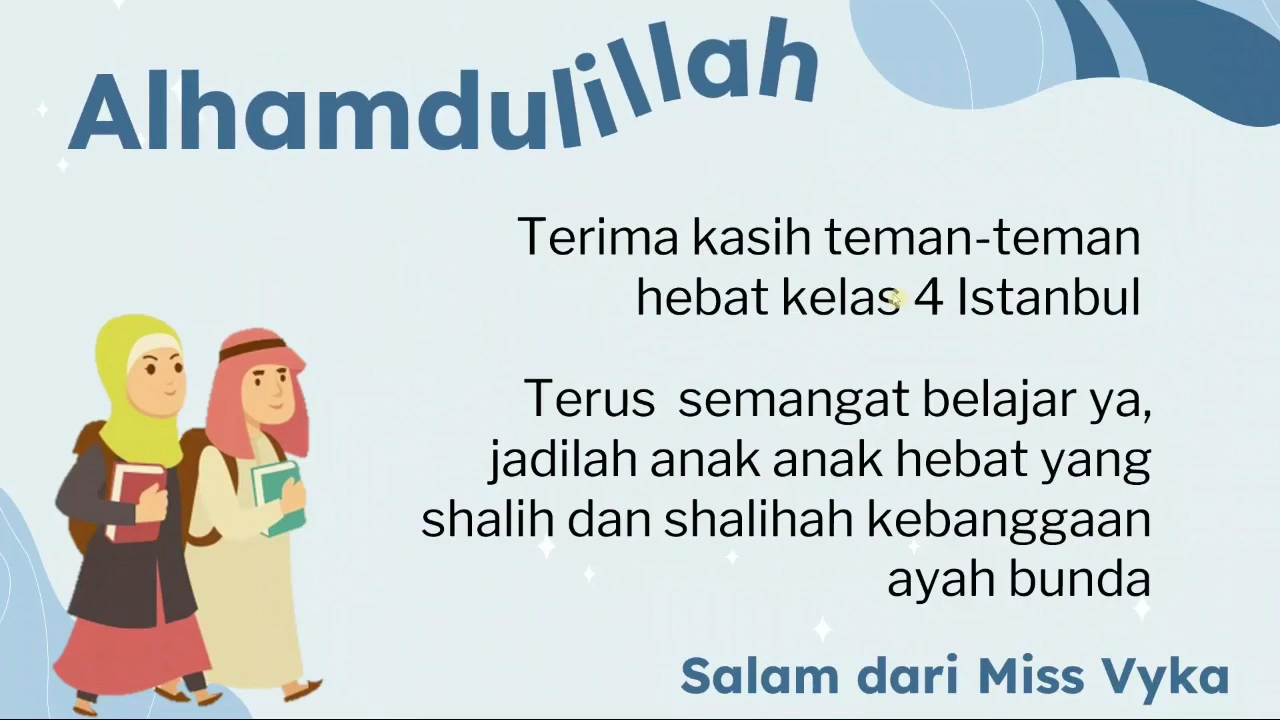 Alhamdulillah
Terima kasih teman-teman
hebat kelas 4 Istanbul
Terus semangat belajar ya,
jadilah anak anak hebat yang
shalih dan shalihah kebanggaan
ayah bunda
Salam dari Miss Vyka